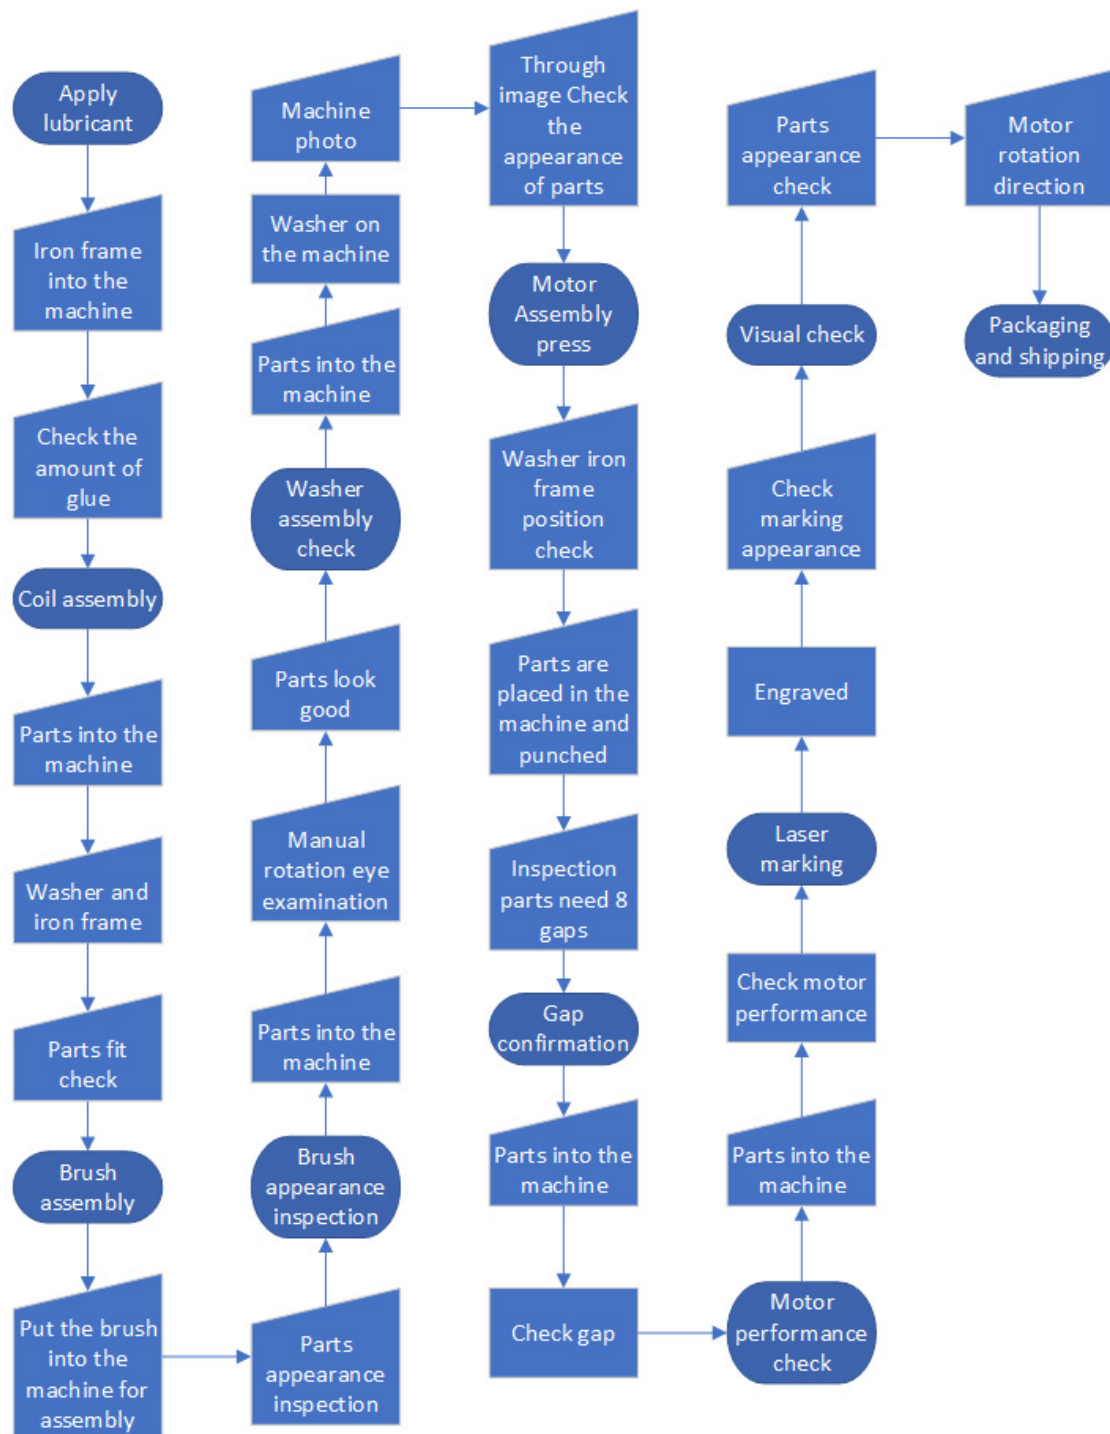 Apply
lubricant
Iron frame
into the
machine
Check the
amount of
glue
Coil assembly
Parts into the
machine
Washer and
iron frame
Parts fit
check
Brush
assembly
Put the brush
into the
machine for
assembly
Parts
appearance
inspection
Brush
appearance
inspection
Parts into the
machine
Manual
rotation eye
examination
Parts look
good
Washer
assembly
check
Parts into the
machine
Washer on
the machine
Machine
photo
Through
image Check
the
appearance
of parts
Motor
Assembly
press
Washer iron
frame
position
check
Parts are
placed in the
machine and
punched
Inspection
parts need 8
gaps
Gap
confirmation
Parts into the
machine
Check gap
Motor
performance
check
Parts into the
machine
Check motor
performance
Laser
marking
Engraved
Check
marking
appearance
Visual check
Parts
appearance
check
Motor
rotation
direction
Packaging
and shipping